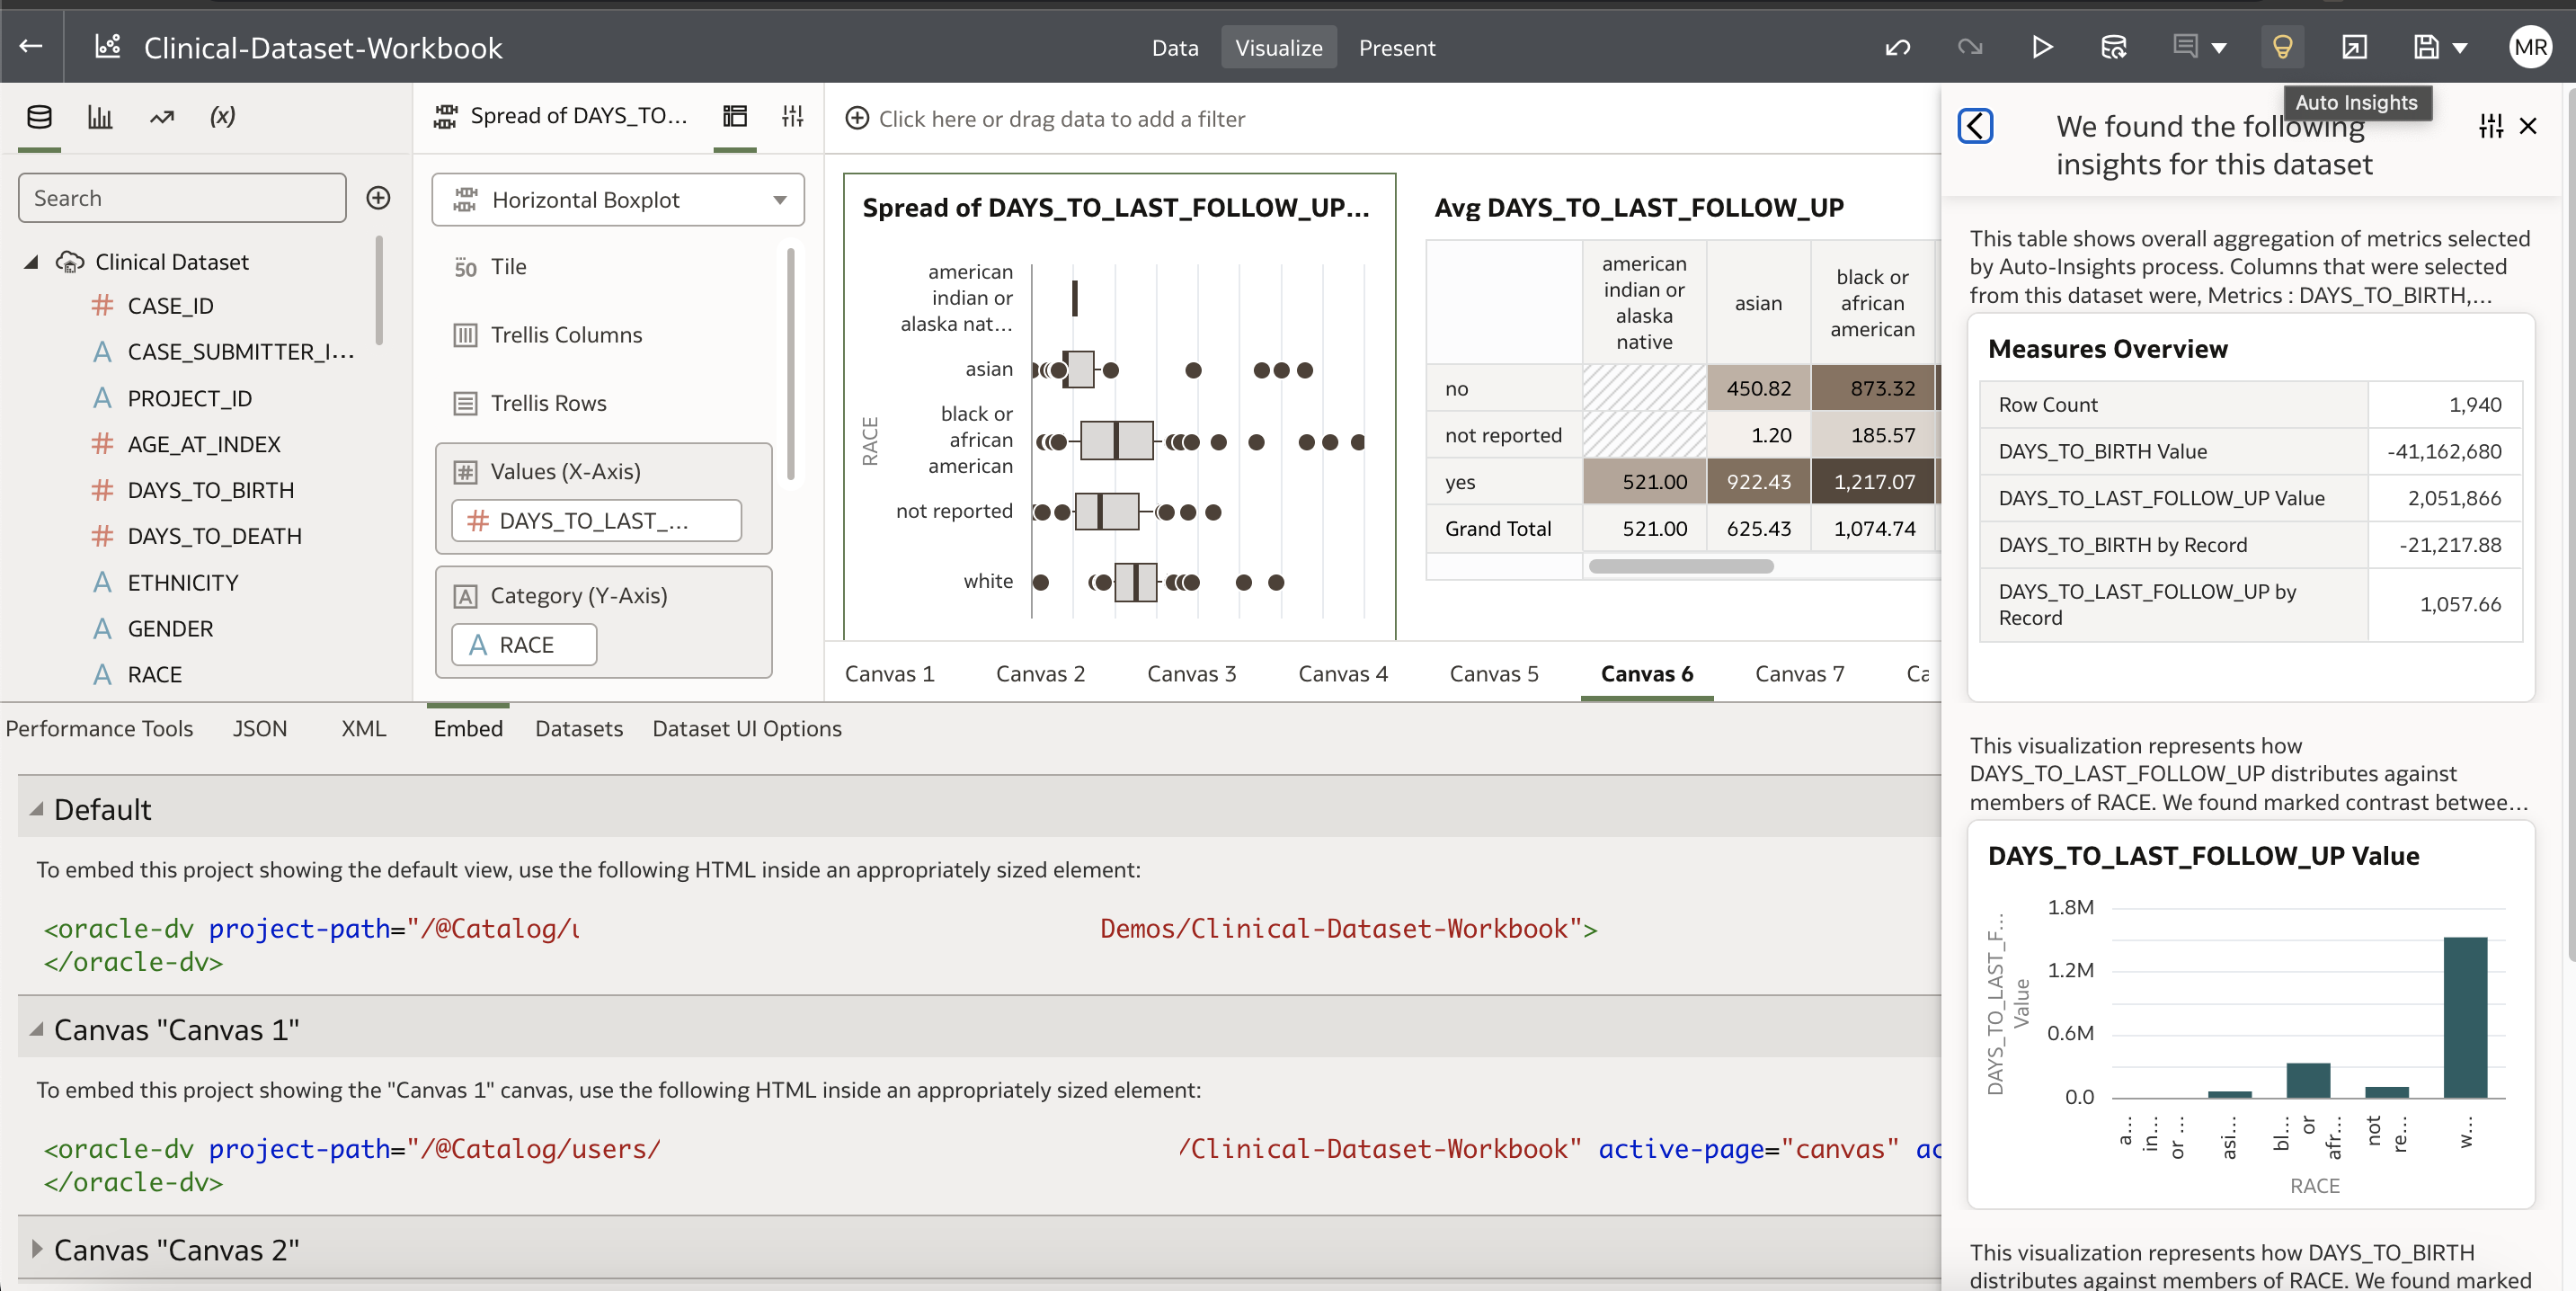 Clinical-Dataset-Workbook
Data
Visualize
Present
MR
Auto Insights
(x)
Search
Clinical Dataset
CASE_ID
CASE_SUBMITTER_I...
PROJECT_ID
AGE_AT_INDEX
DAYS_TO_BIRTH
DAYS_TO_DEATH
ETHNICITY
GENDER
RACE
Spread of DAYS_TO...
Horizontal Boxplot
Tile
Trellis Columns
Trellis Rows
Values (X-Axis)
DAYS_TO_LAST_...
Category (Y-Axis)
A RACE
Click here or drag data to add a filter
Spread of DAYS_TO_LAST_FOLLOW_UP...
RACE
american
indian or
alaska nat...
asian
black or
african
american
not reported
white
Avg DAYS_TO_LAST_FOLLOW_UP
american
indian or
alaska
native
asian
black or
african
american
no 450.82 873.32
not reported 1.20 185.57
yes 521.00 922.43 1,217.07
Grand Total 521.00 625.43 1,074.74
Canvas 1
Canvas 2
Canvas 3
Canvas 4
Canvas 5
Canvas 6
Canvas 7
Ca
We found the following
insights for this dataset
This table shows overall aggregation of metrics selected
by Auto-Insights process. Columns that were selected
from this dataset were, Metrics : DAYS_TO_BIRTH,...
Measures Overview
Row Count 1,940
DAYS_TO_BIRTH Value -41,162,680
DAYS_TO_LAST_FOLLOW_UP Value 2,051,866
DAYS_TO_BIRTH by Record -21,217.88
DAYS_TO_LAST_FOLLOW_UP by
Record 1,057.66
This visualization represents how
DAYS_TO_LAST_FOLLOW_UP distributes against
members of RACE. We found marked contrast betwee...
DAYS_TO_LAST_FOLLOW_UP Value
DAYS_TO_LAST_F...
Value
1.8M
1.2M
0.6M
0.0
a...
in...
or ...
asi...
bl...
or
afr...
not
re...
w...
RACE
This visualization represents how DAYS_TO_BIRTH
distributes against members of RACE. We found marked
Performance Tools
JSON
XML
Embed
Datasets
Dataset UI Options
Default
To embed this project showing the default view, use the following HTML inside an appropriately sized element:
<oracle-dv project-path="/@Catalog/u Demos/Clinical-Dataset-Workbook">
</oracle-dv>
Canvas "Canvas 1"
To embed this project showing the "Canvas 1" canvas, use the following HTML inside an appropriately sized element:
<oracle-dv project-path="/@Catalog/users/ /Clinical-Dataset-Workbook" active-page="canvas" ac
</oracle-dv>
Canvas "Canvas 2"